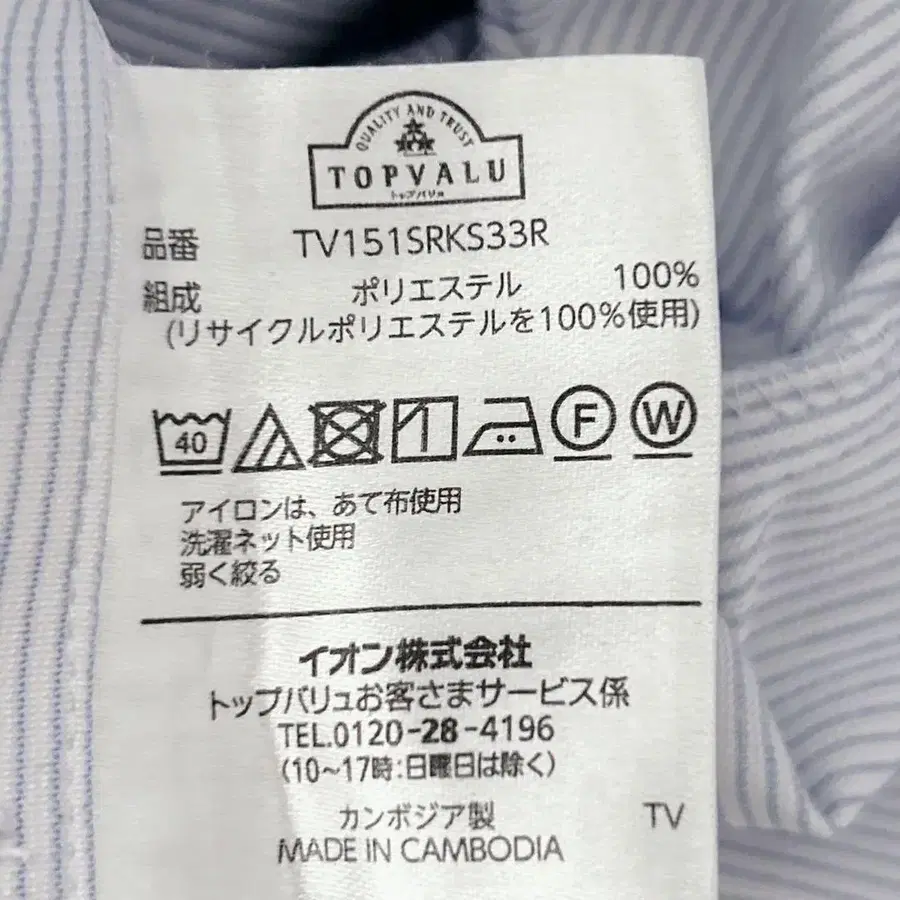 QUALITY AND TRUST
TOPVALU
トップバリュ
品番 TV151SRKS33R
組成 ポリエステル 100%
(リサイクルポリエステルを100%使用)
40 F W
アイロンは、あて布使用
洗濯ネット使用
弱く絞る
イオン株式会社
トップバリュお客さまサービス係
TEL.0120-28-4196
(10~17時:日曜日は除く)
カンボジア製 TV
MADE IN CAMBODIA